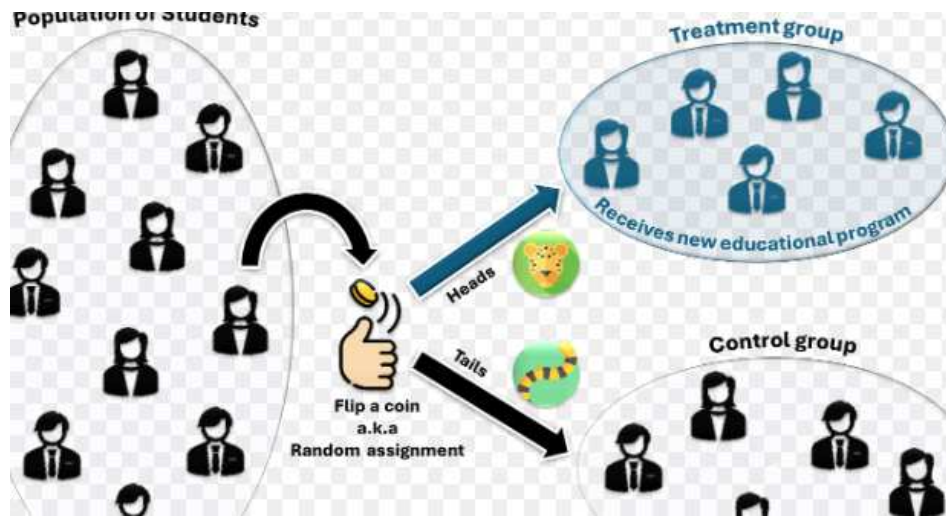 Population of Students
Treatment group
Receives new educational program
Heads
Tails
Flip a coin
a.k.a
Random assignment
Control group